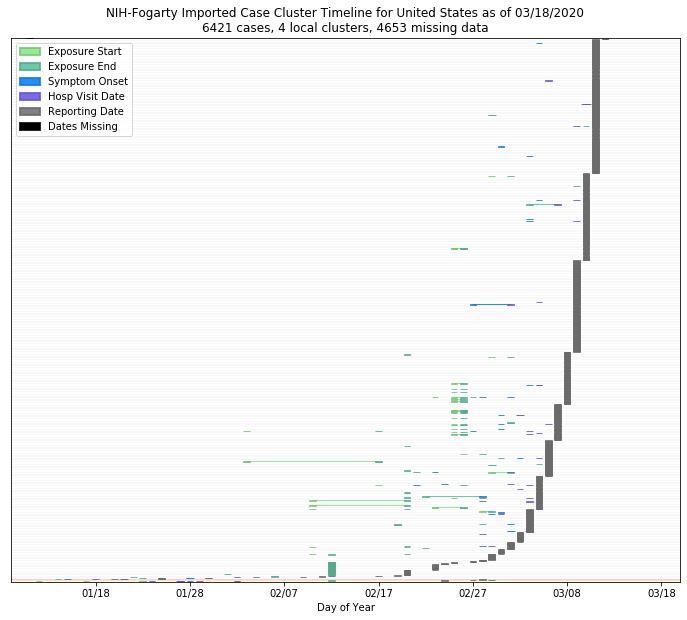 NIH-Fogarty Imported Case Cluster Timeline for United States as of 03/18/2020
6421 cases, 4 local clusters, 4653 missing data
Exposure Start
Exposure End
Symptom Onset
Hosp Visit Date
Reporting Date
Dates Missing
01/18 01/28 02/07 02/17 02/27 03/08 03/18
Day of Year